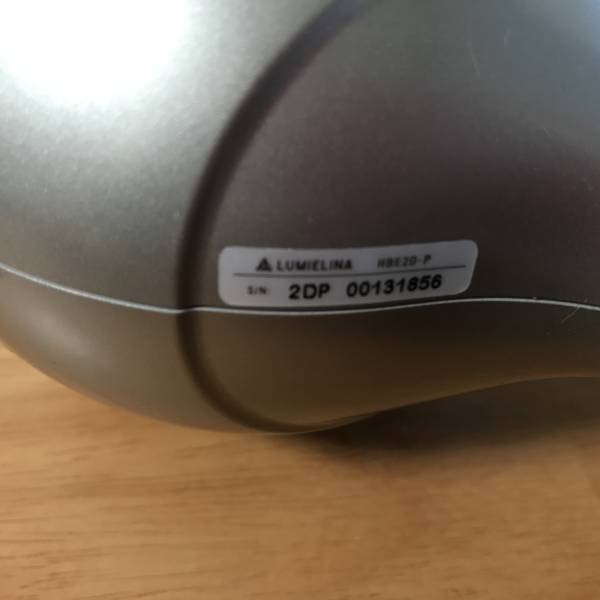 LUMIELINA HBE20-P
S/N: 2DP 00131856